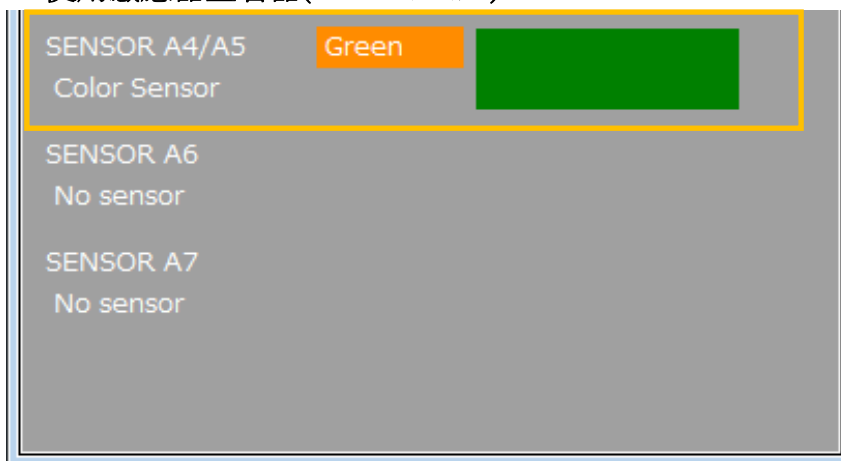 SENSOR A4/A5 Green
Color Sensor
SENSOR A6
No sensor
SENSOR A7
No sensor